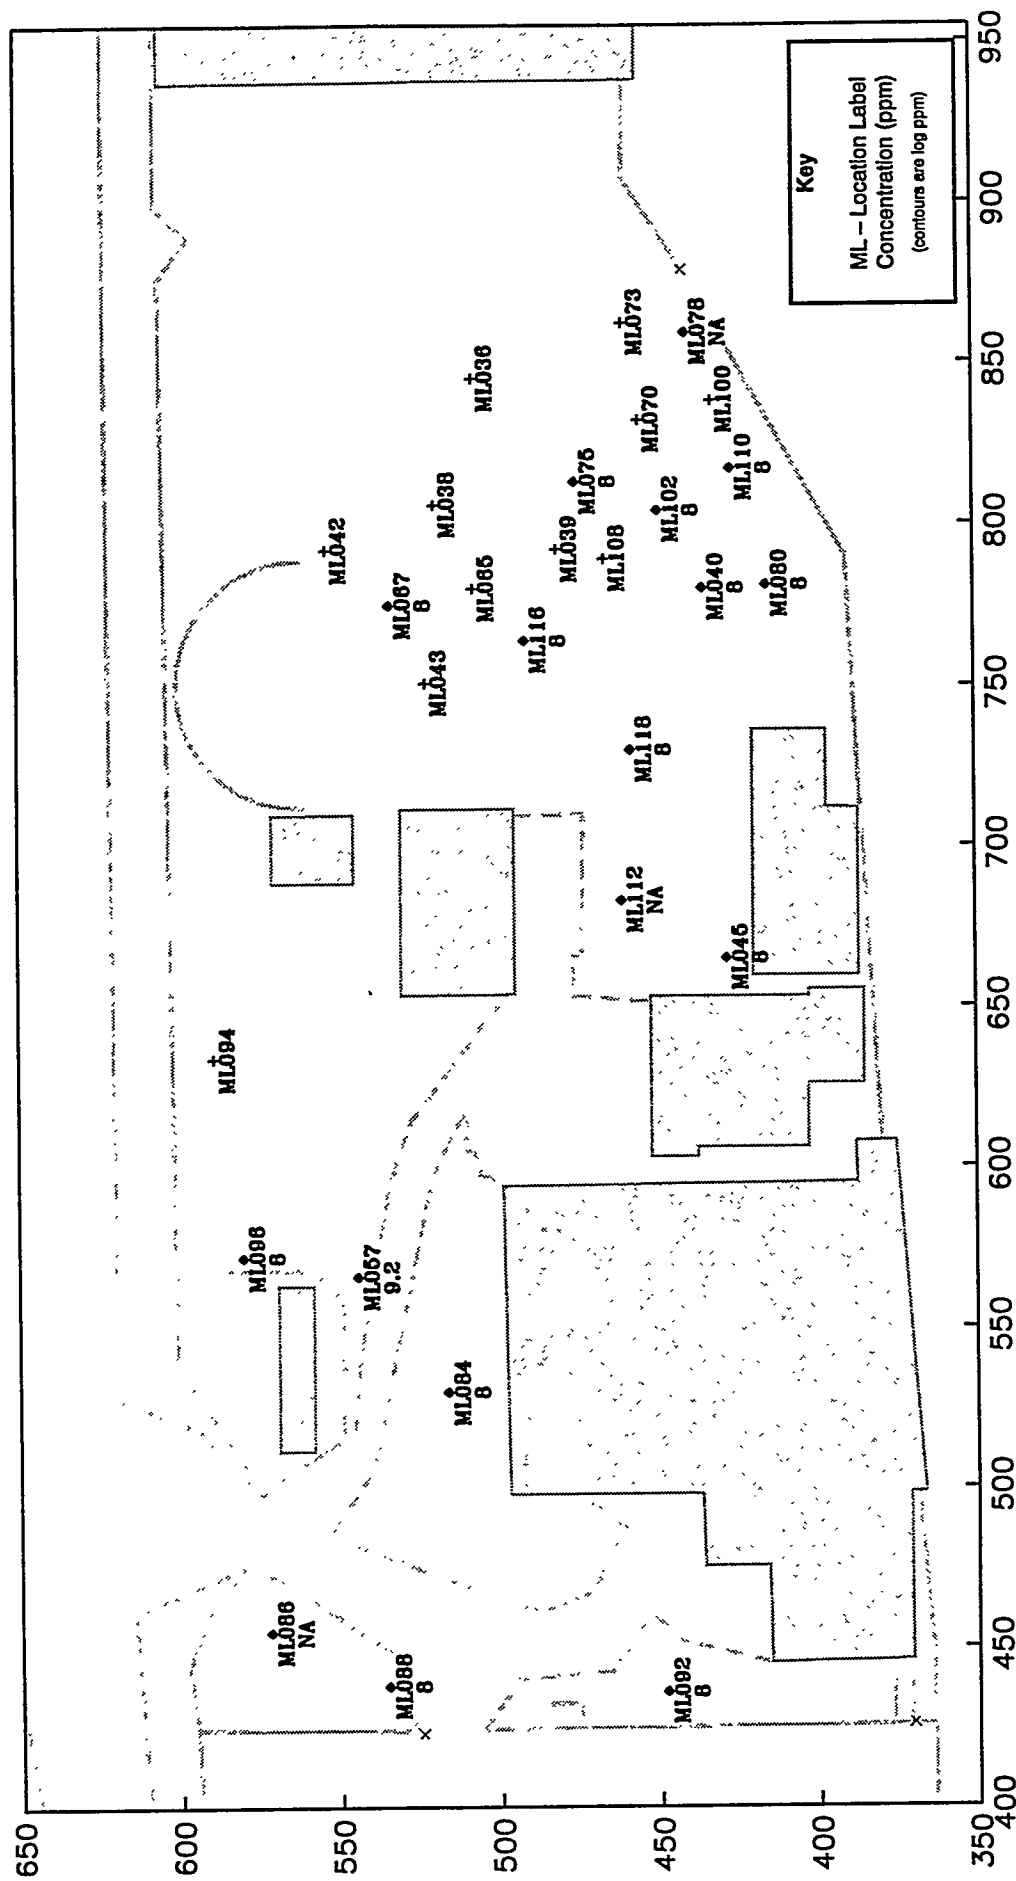 650
600
550
500
450
400
350
ML094
ML096
8
ML086
NA
ML042
ML057
9.2
ML067
8
ML088
8
ML043
ML038
ML084
8
ML036
ML065
ML116
8
ML039
ML075
8
ML108
ML073
ML112
NA
ML118
8
ML070
ML102
8
ML092
8
ML078
NA
ML040
8
ML100
ML045
8
ML110
8
ML080
8
Key
ML – Location Label
Concentration (ppm)
(contours are log ppm)
400
450
500
550
600
650
700
750
800
850
900
950